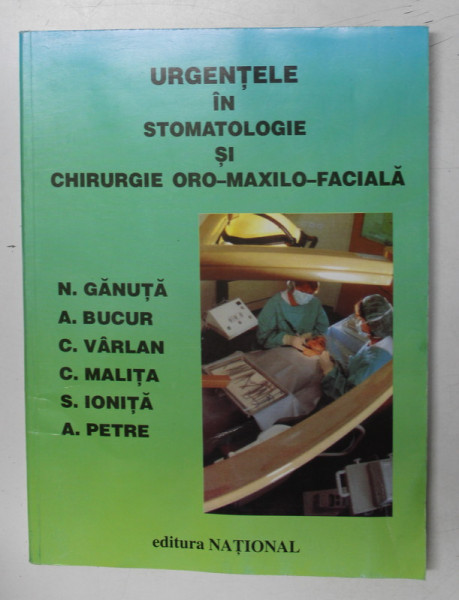 URGENȚELE
ÎN
STOMATOLOGIE
ȘI
CHIRURGIE ORO-MAXILO-FACIALĂ
N. GĂNUȚĂ
A. BUCUR
C. VÂRLAN
C. MALIȚA
S. IONIȚĂ
A. PETRE
editura NAȚIONAL